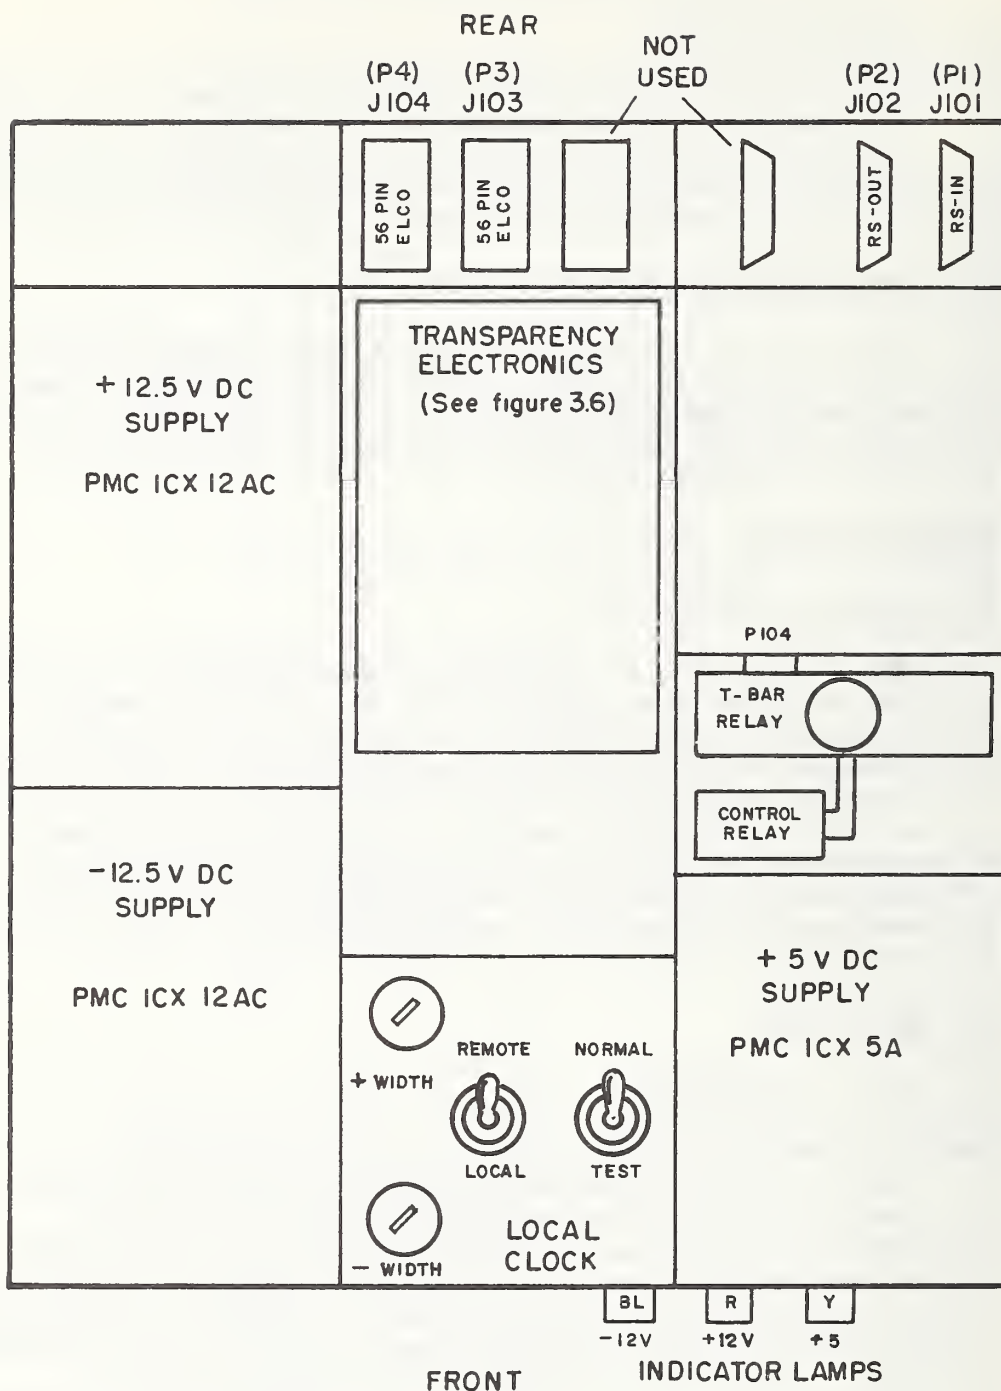 REAR
NOT
USED
(P4)
J104
(P3)
J103
(P2)
J102
(P1)
J101
56 PIN
ELCO
56 PIN
ELCO
RS-OUT
RS-IN
TRANSPARENCY
ELECTRONICS
(See figure 3.6)
+12.5 V DC
SUPPLY
PMC ICX 12 AC
P104
T-BAR
RELAY
CONTROL
RELAY
-12.5 V DC
SUPPLY
PMC ICX 12 AC
+ 5 V DC
SUPPLY
PMC ICX 5A
+ WIDTH
REMOTE
LOCAL
NORMAL
TEST
- WIDTH
LOCAL
CLOCK
BL
R
Y
-12V
+12V
+5
INDICATOR LAMPS
FRONT